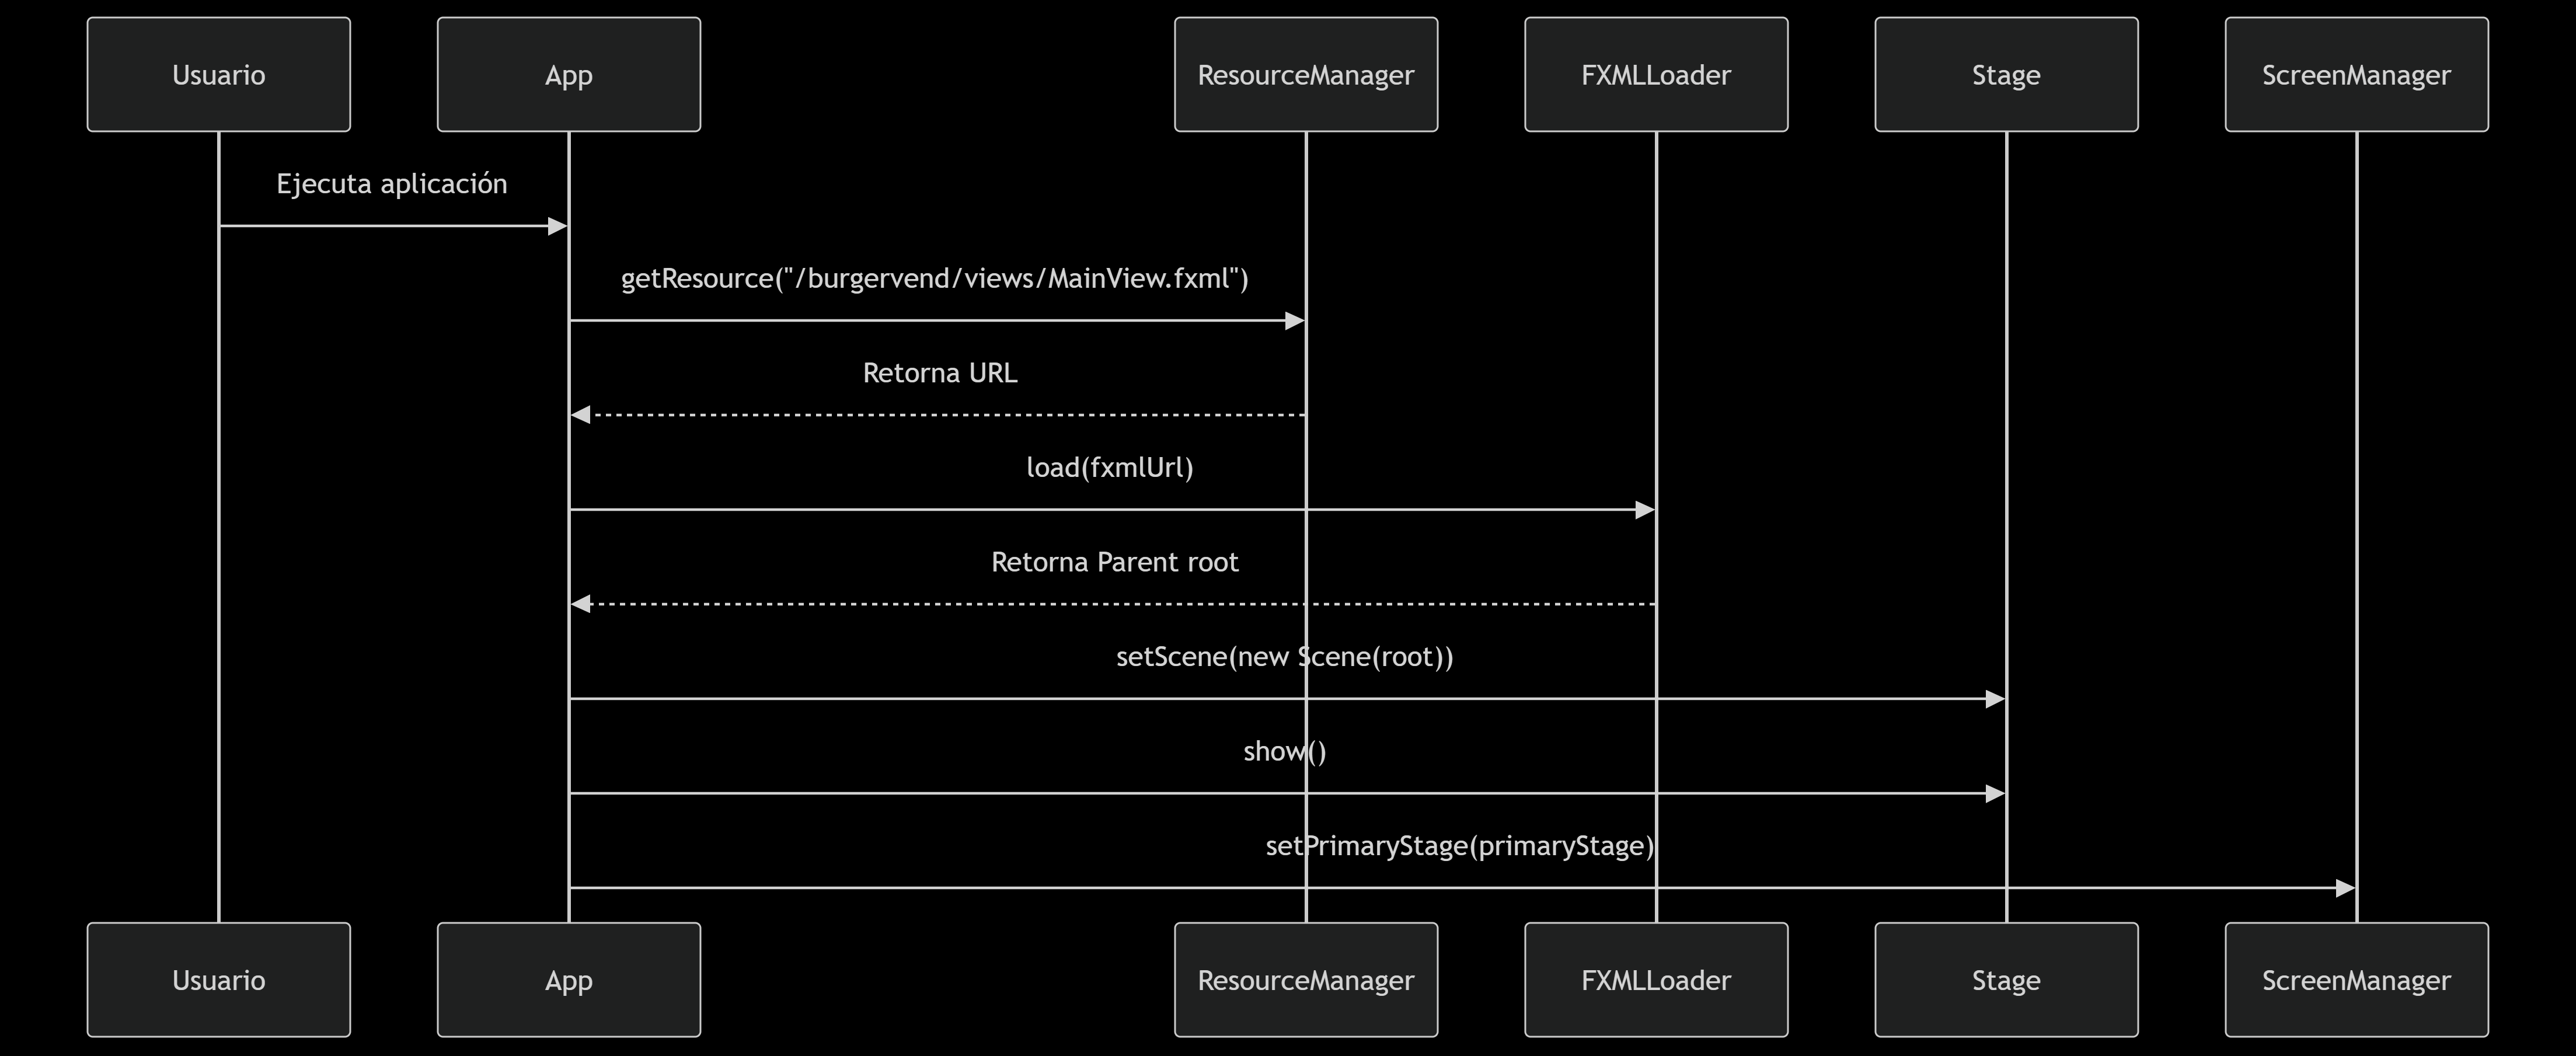 Usuario
App
ResourceManager
FXMLLoader
Stage
ScreenManager
Ejecuta aplicación
getResource("/burgervend/views/MainView.fxml")
Retorna URL
load(fxmlUrl)
Retorna Parent root
setScene(new Scene(root))
show()
setPrimaryStage(primaryStage)
Usuario
App
ResourceManager
FXMLLoader
Stage
ScreenManager